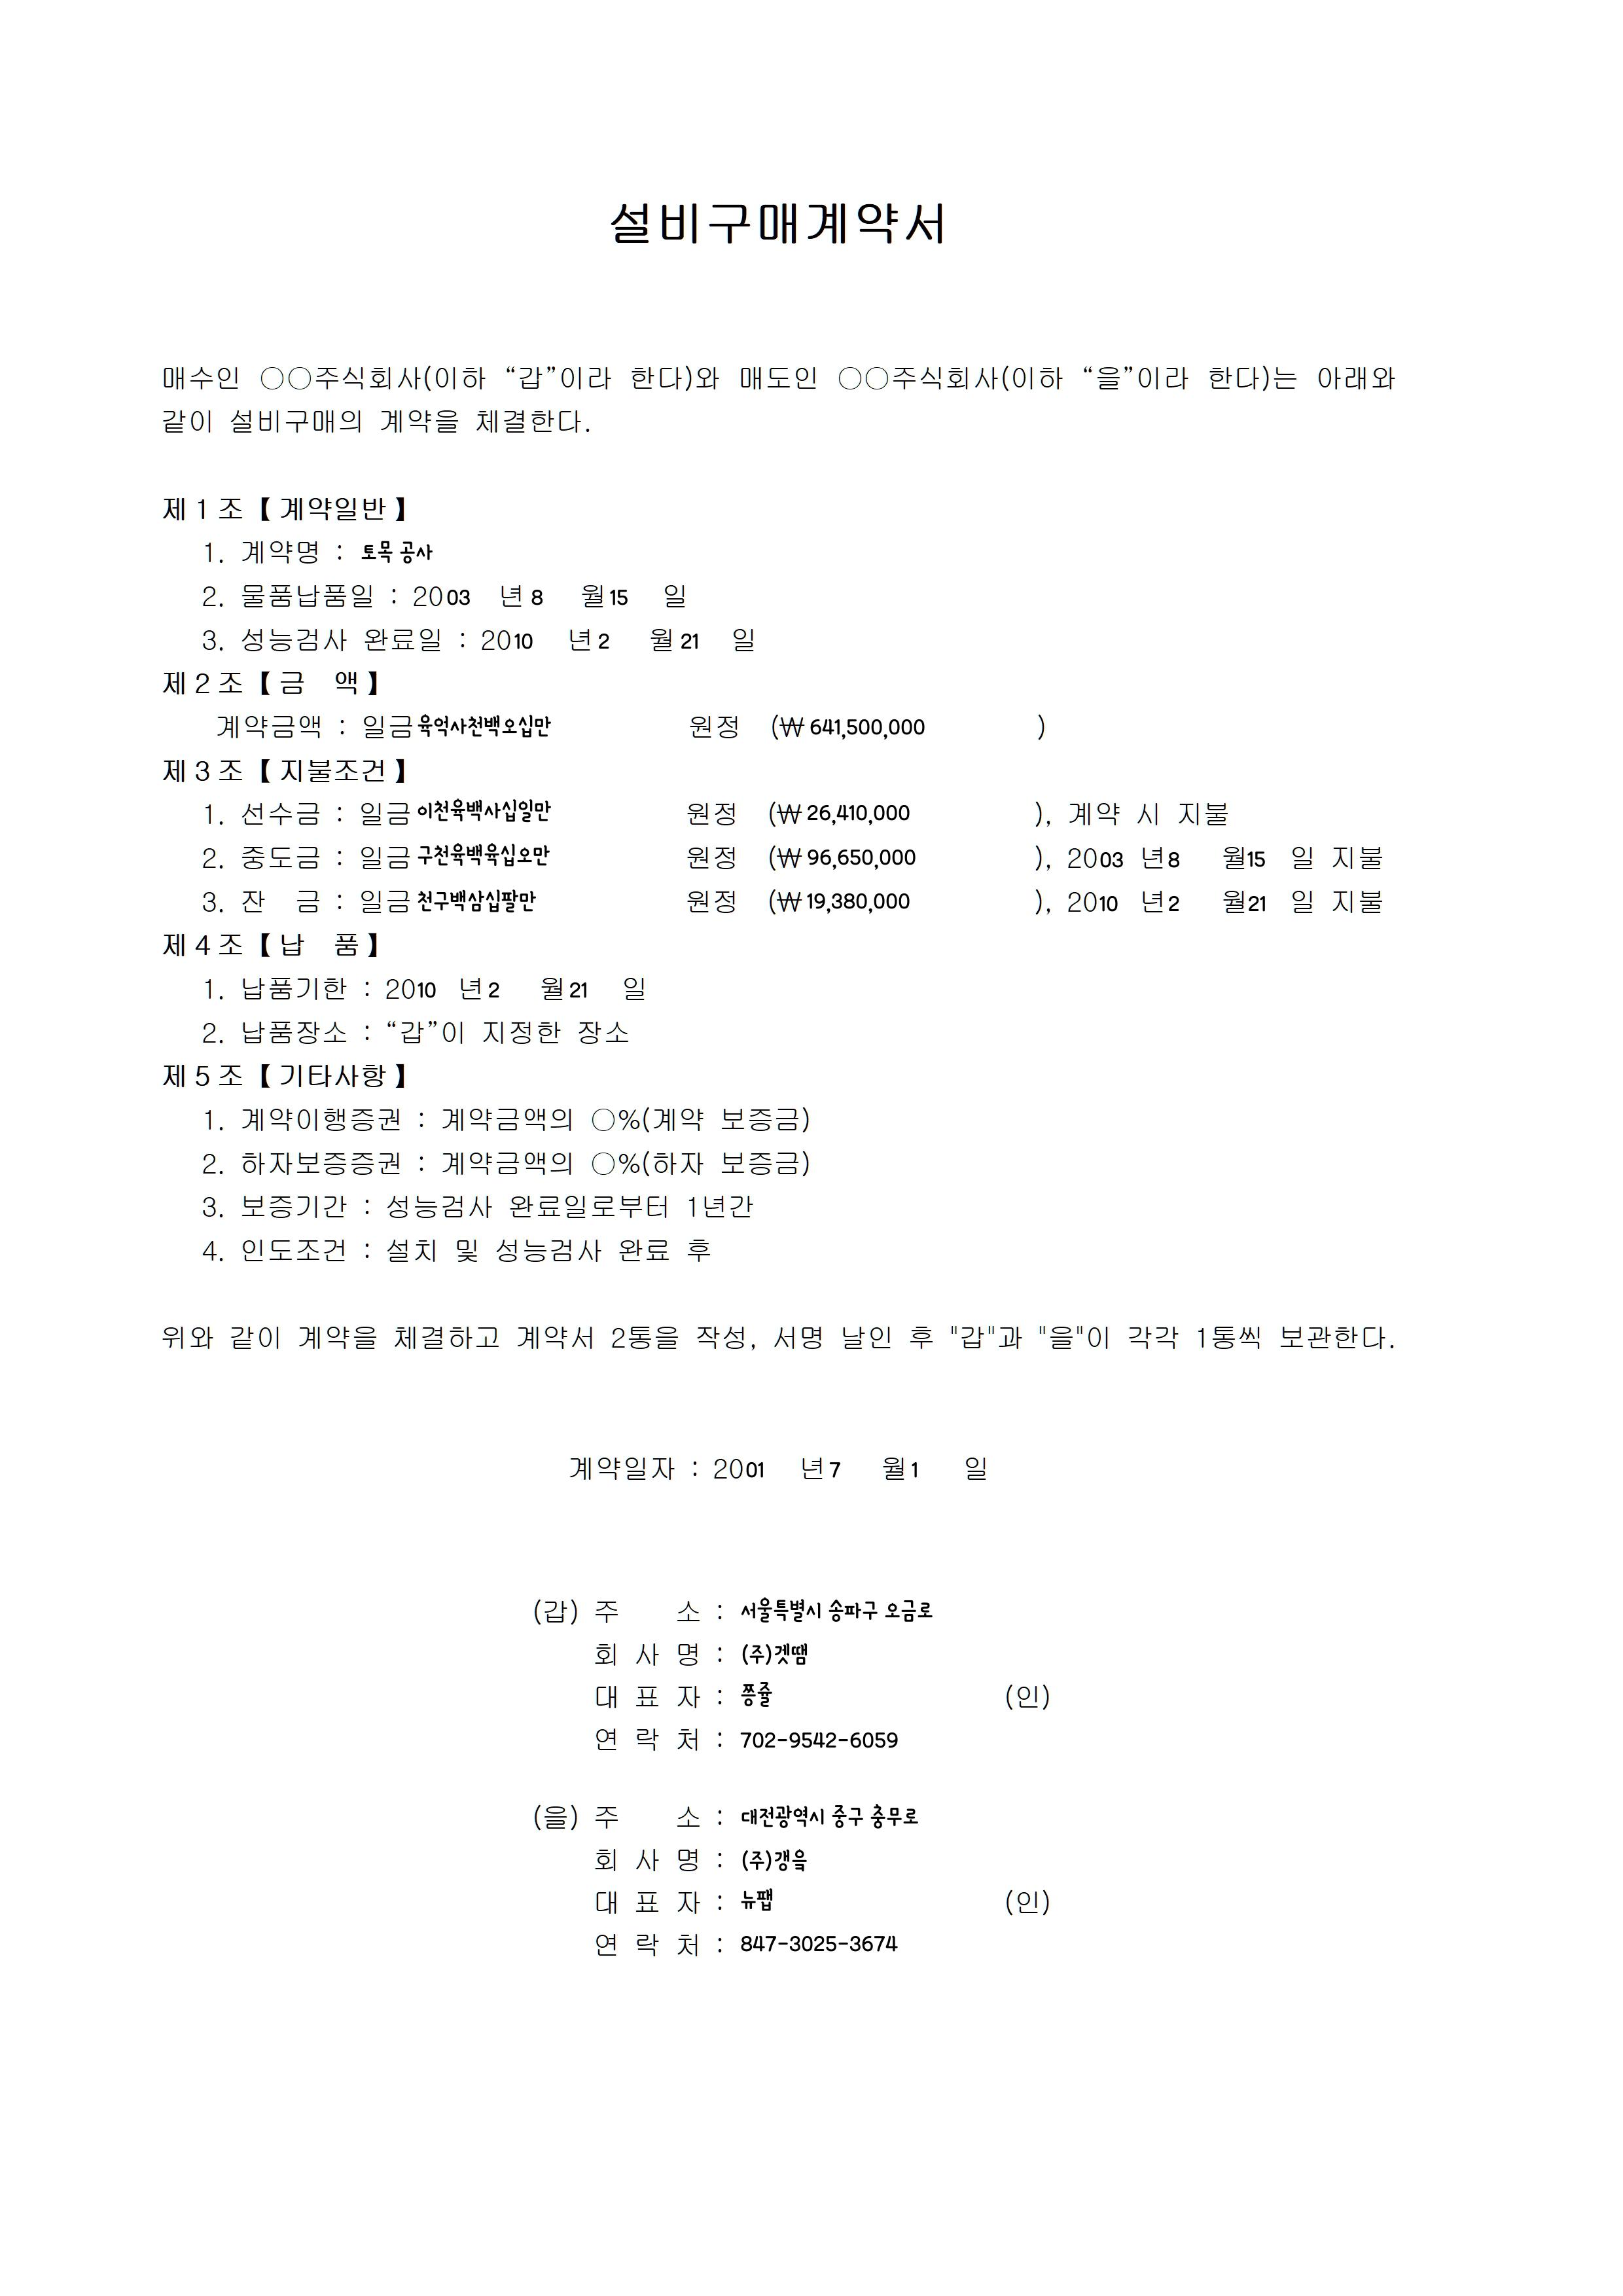 설비구매계약서
매수인 ○○주식회사(이하 “갑”이라 한다)와 매도인 ○○주식회사(이하 “을”이라 한다)는 아래와
같이 설비구매의 계약을 체결한다.
제1조【계약일반】
1. 계약명 : 토목 공사
2. 물품납품일 : 2003 년 8 월 15 일
3. 성능검사 완료일 : 2010 년 2 월 21 일
제2조【금 액】
계약금액 : 일금 육억사천백오십만 원정 (₩ 641,500,000 )
제3조【지불조건】
1. 선수금 : 일금 이천육백사십일만 원정 (₩ 26,410,000 ), 계약 시 지불
2. 중도금 : 일금 구천육백육십오만 원정 (₩ 96,650,000 ), 2003 년 8 월 15 일 지불
3. 잔 금 : 일금 천구백삼십팔만 원정 (₩ 19,380,000 ), 2010 년 2 월 21 일 지불
제4조【납 품】
1. 납품기한 : 2010 년 2 월 21 일
2. 납품장소 : “갑”이 지정한 장소
제5조【기타사항】
1. 계약이행증권 : 계약금액의 ○%(계약 보증금)
2. 하자보증증권 : 계약금액의 ○%(하자 보증금)
3. 보증기간 : 성능검사 완료일로부터 1년간
4. 인도조건 : 설치 및 성능검사 완료 후
위와 같이 계약을 체결하고 계약서 2통을 작성, 서명 날인 후 "갑"과 "을"이 각각 1통씩 보관한다.
계약일자 : 2001 년 7 월 1 일
(갑) 주 소 : 서울특별시 송파구 오금로
회 사 명 : (주)겟땜
대 표 자 : 쫑쥴 (인)
연 락 처 : 702-9542-6059
(을) 주 소 : 대전광역시 중구 충무로
회 사 명 : (주)갱읔
대 표 자 : 뉴팹 (인)
연 락 처 : 847-3025-3674